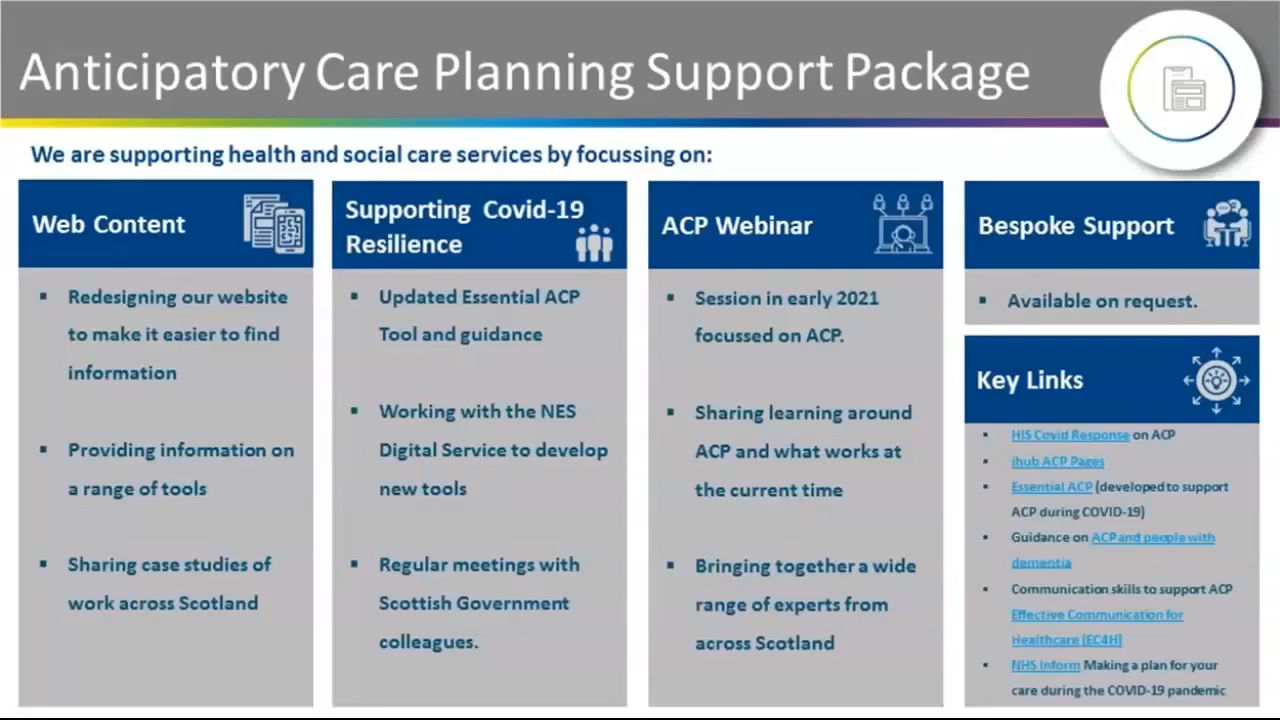 Anticipatory Care Planning Support Package
We are supporting health and social care services by focussing on:
Web Content
Redesigning our website
to make it easier to find
information
Providing information on
a range of tools
Sharing case studies of
work across Scotland
Supporting Covid-19
Resilience
Updated Essential ACP
Tool and guidance
Working with the NES
Digital Service to develop
new tools
Regular meetings with
Scottish Government
colleagues.
ACP Webinar
Session in early 2021
focussed on ACP.
Sharing learning around
ACP and what works at
the current time
Bringing together a wide
range of experts from
across Scotland
Bespoke Support
Available on request.
Key Links
HIS Covid Response on ACP
ihub ACP Pages
Essential ACP (developed to support
ACP during COVID-19)
Guidance on ACP and people with
dementia
Communication skills to support ACP
Effective Communication for
Healthcare (EC4H)
NHS Inform Making a plan for your
care during the COVID-19 pandemic